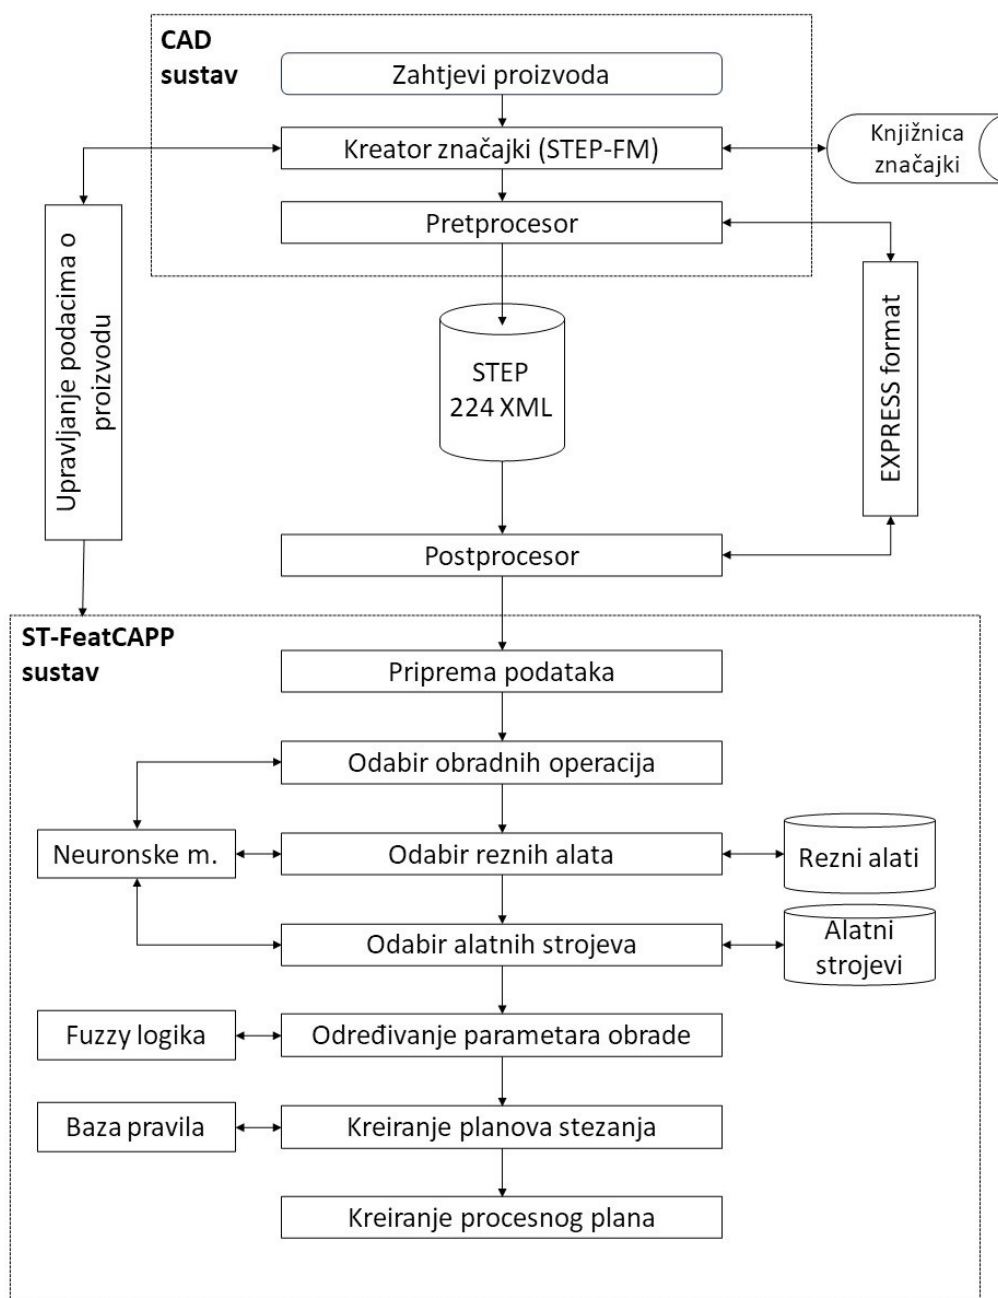 CAD
sustav
Zahtjevi proizvoda
Kreator značajki (STEP-FM)
Knjižnica
značajki
Pretprocesor
Upravljanje podacima o
proizvodu
STEP
224 XML
EXPRESS format
Postprocesor
ST-FeatCAPP
sustav
Priprema podataka
Odabir obradnih operacija
Neuronske m.
Odabir reznih alata
Rezni alati
Odabir alatnih strojeva
Alatni
strojevi
Fuzzy logika
Određivanje parametara obrade
Baza pravila
Kreiranje planova stezanja
Kreiranje procesnog plana